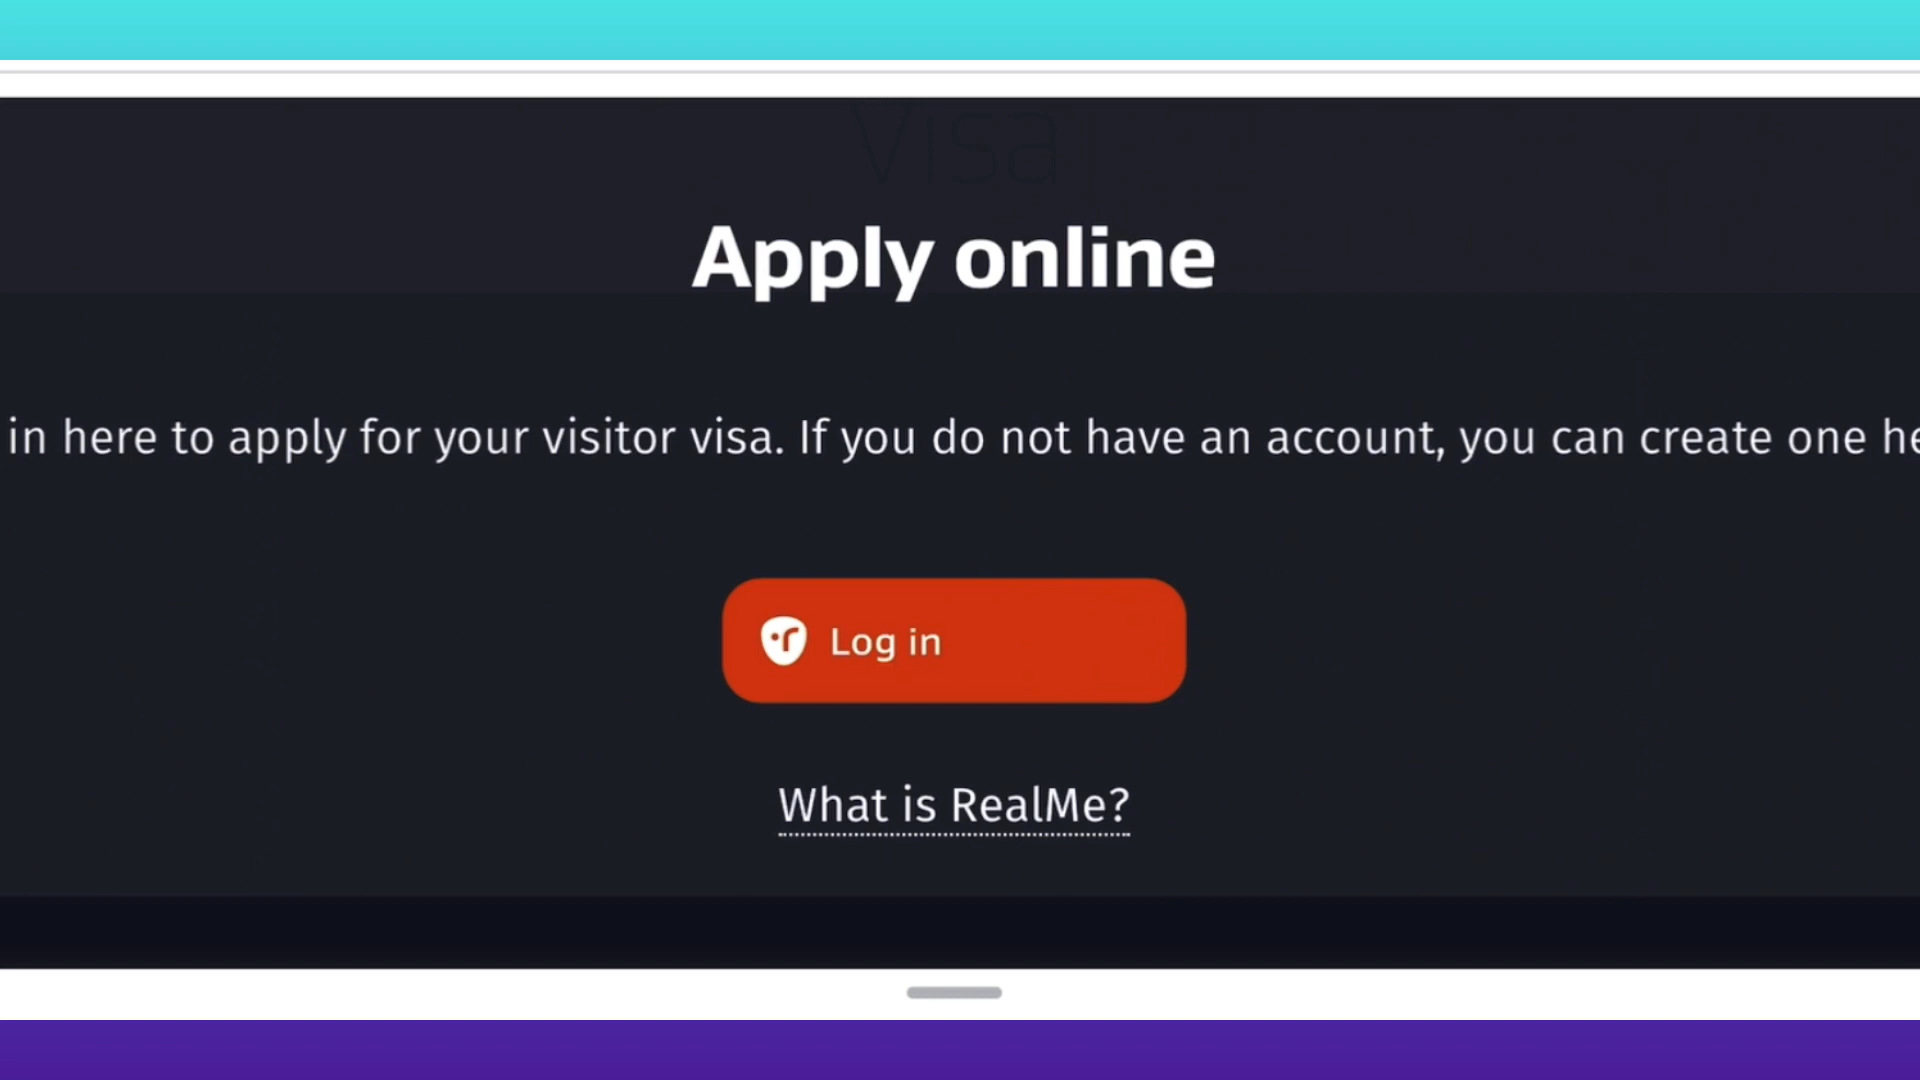 Visa
Apply online
in here to apply for your visitor visa. If you do not have an account, you can create one he
Log in
What is RealMe?